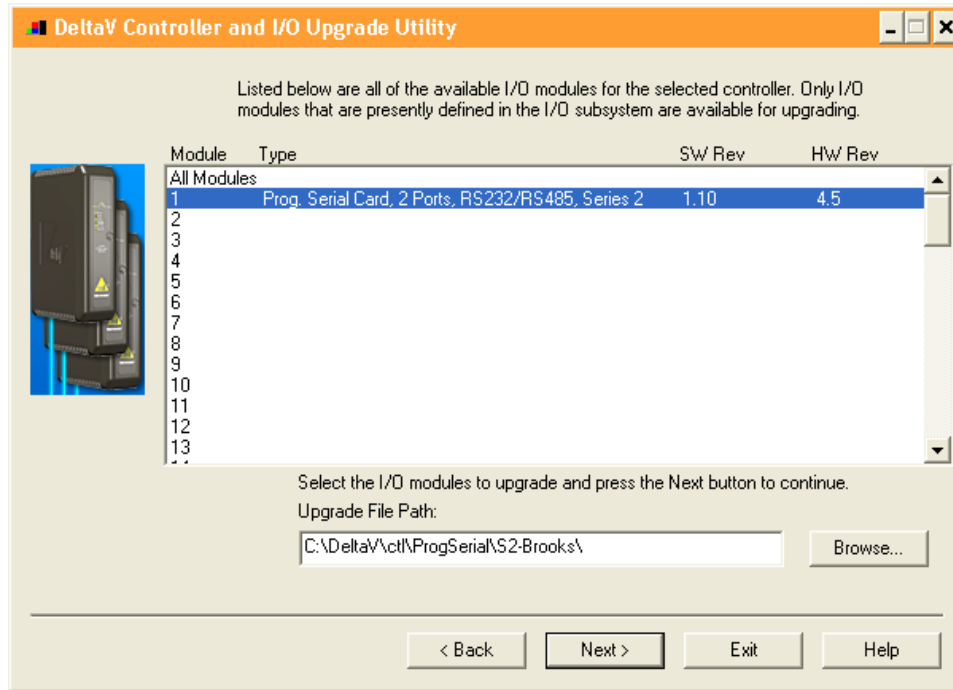 DeltaV Controller and I/O Upgrade Utility
Listed below are all of the available I/O modules for the selected controller. Only I/O
modules that are presently defined in the I/O subsystem are available for upgrading.
Module Type SW Rev HW Rev
All Modules
1 Prog. Serial Card, 2 Ports, RS232/RS485, Series 2 1.10 4.5
2
3
4
5
6
7
8
9
10
11
12
13
Select the I/O modules to upgrade and press the Next button to continue.
Upgrade File Path:
C:\DeltaV\ctl\ProgSerial\S2-Brooks\
Browse...
< Back Next > Exit Help